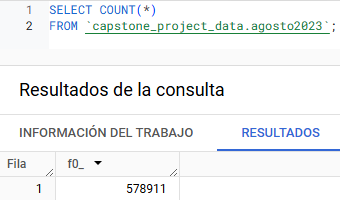 1 SELECT COUNT(*)
2 FROM `capstone_project_data.agosto2023`;
Resultados de la consulta
INFORMACIÓN DEL TRABAJO RESULTADOS
Fila f0_
1 578911